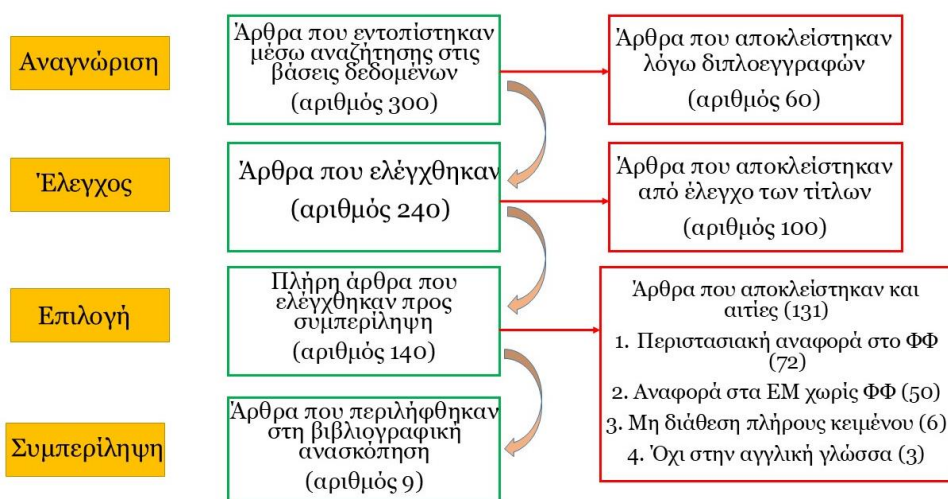 Αναγνώριση
Άρθρα που εντοπίστηκαν
μέσω αναζήτησης στις
βάσεις δεδομένων
(αριθμός 300)
Άρθρα που αποκλείστηκαν
λόγω διπλοεγγραφών
(αριθμός 60)
Έλεγχος
Άρθρα που ελέγχθηκαν
(αριθμός 240)
Άρθρα που αποκλείστηκαν
από έλεγχο των τίτλων
(αριθμός 100)
Επιλογή
Πλήρη άρθρα που
ελέγχθηκαν προς
συμπερίληψη
(αριθμός 140)
Άρθρα που αποκλείστηκαν και
αιτίες (131)
1. Περιστασιακή αναφορά στο ΦΦ
(72)
2. Αναφορά στα ΕΜ χωρίς ΦΦ (50)
3. Μη διάθεση πλήρους κειμένου (6)
4. Όχι στην αγγλική γλώσσα (3)
Συμπερίληψη
Άρθρα που περιλήφθηκαν
στη βιβλιογραφική
ανασκόπηση
(αριθμός 9)